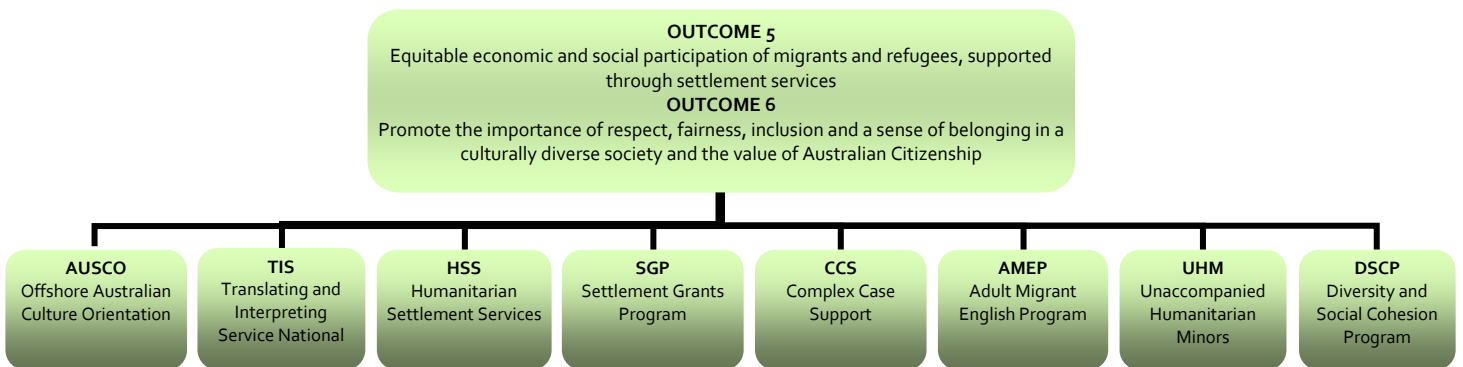 OUTCOME 5
Equitable economic and social participation of migrants and refugees, supported
through settlement services
OUTCOME 6
Promote the importance of respect, fairness, inclusion and a sense of belonging in a
culturally diverse society and the value of Australian Citizenship
AUSCO
Offshore Australian
Culture Orientation
TIS
Translating and
Interpreting
Service National
HSS
Humanitarian
Settlement Services
SGP
Settlement Grants
Program
CCS
Complex Case
Support
AMEP
Adult Migrant
English Program
UHM
Unaccompanied
Humanitarian
Minors
DSCP
Diversity and
Social Cohesion
Program